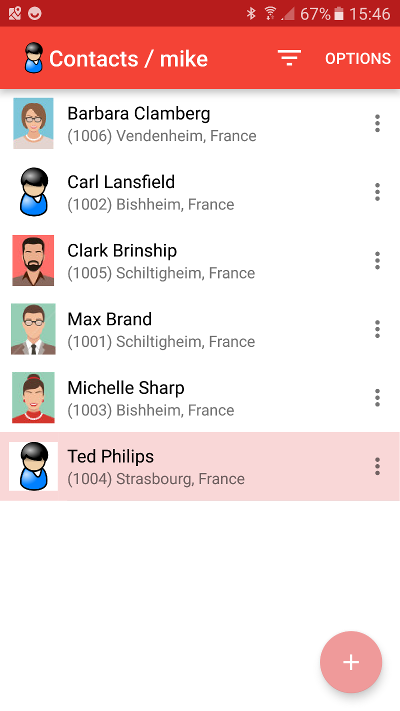 67% 15:46
Contacts / mike
OPTIONS
Barbara Clamberg
(1006) Vendenheim, France
Carl Lansfield
(1002) Bishheim, France
Clark Brinship
(1005) Schiltigheim, France
Max Brand
(1001) Schiltigheim, France
Michelle Sharp
(1003) Bishheim, France
Ted Philips
(1004) Strasbourg, France
+